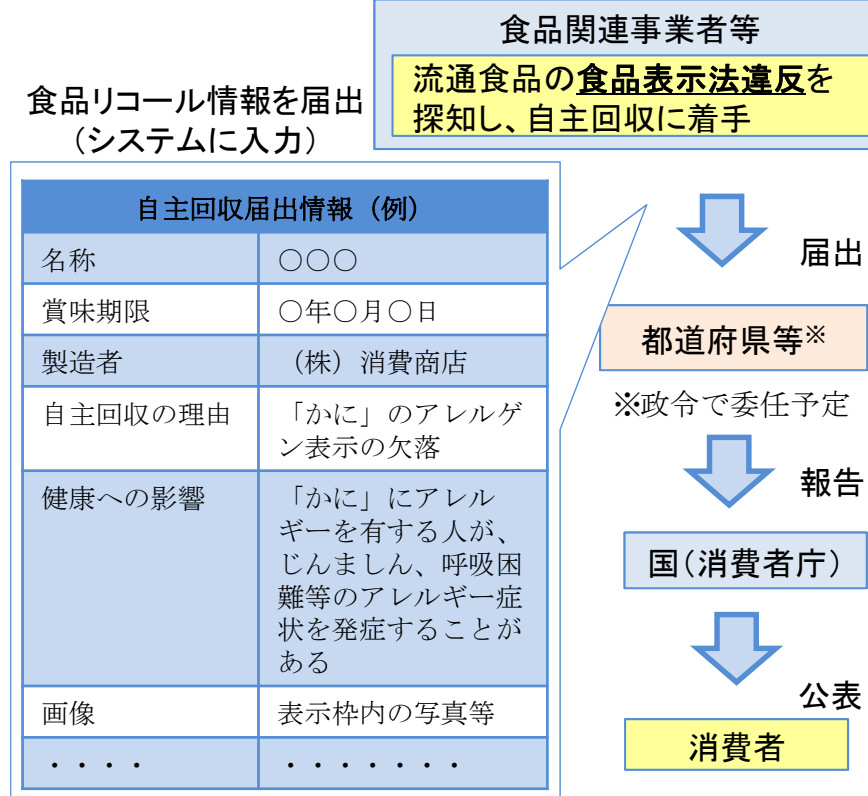 食品関連事業者等
流通食品の食品表示法違反を
探知し、自主回収に着手
食品リコール情報を届出
（システムに入力）
自主回収届出情報（例）
名称 〇〇〇
賞味期限 〇年〇月〇日
製造者 （株）消費商店
自主回収の理由 「かに」のアレルゲ
ン表示の欠落
健康への影響 「かに」にアレル
ギーを有する人が、
じんましん、呼吸困
難等のアレルギー症
状を発症することが
ある
画像 表示枠内の写真等
・・・・ ・・・・・・・
届出
都道府県等※
※政令で委任予定
報告
国（消費者庁）
公表
消費者